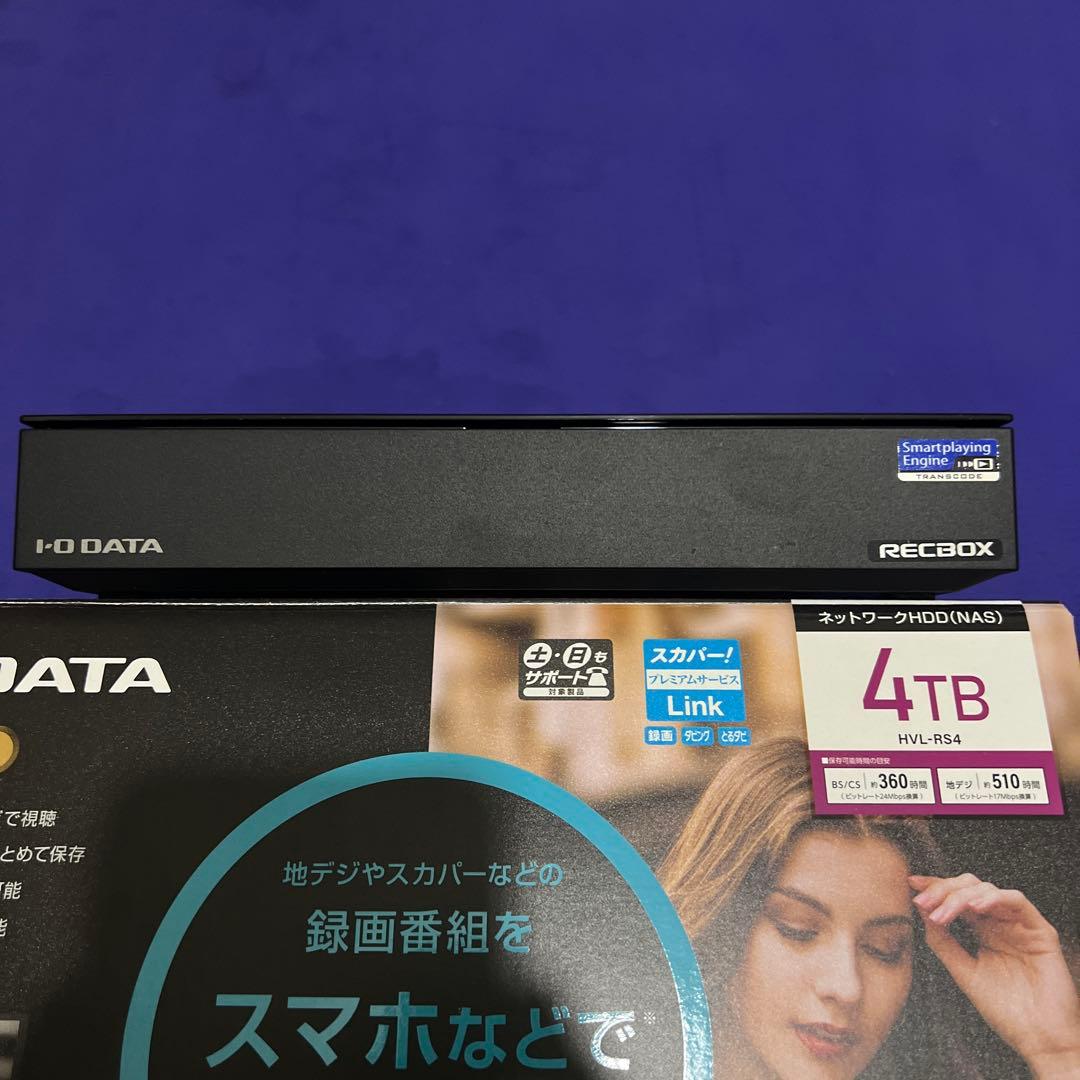 Smartplaying
Engine
TRANSCODE
I-O DATA
RECBOX
DATA
土・日も
サポート
対象製品
スカパー!
プレミアムサービス
Link
録画 ダビング とるダビ
ネットワークHDD(NAS)
4TB
HVL-RS4
■保存可能時間の目安
BS/CS 約360時間
(ビットレート24Mbps換算)
地デジ 約510時間
(ビットレート17Mbps換算)
で視聴
とめて保存
可能
能
地デジやスカパーなどの
録画番組を
スマホなどで※